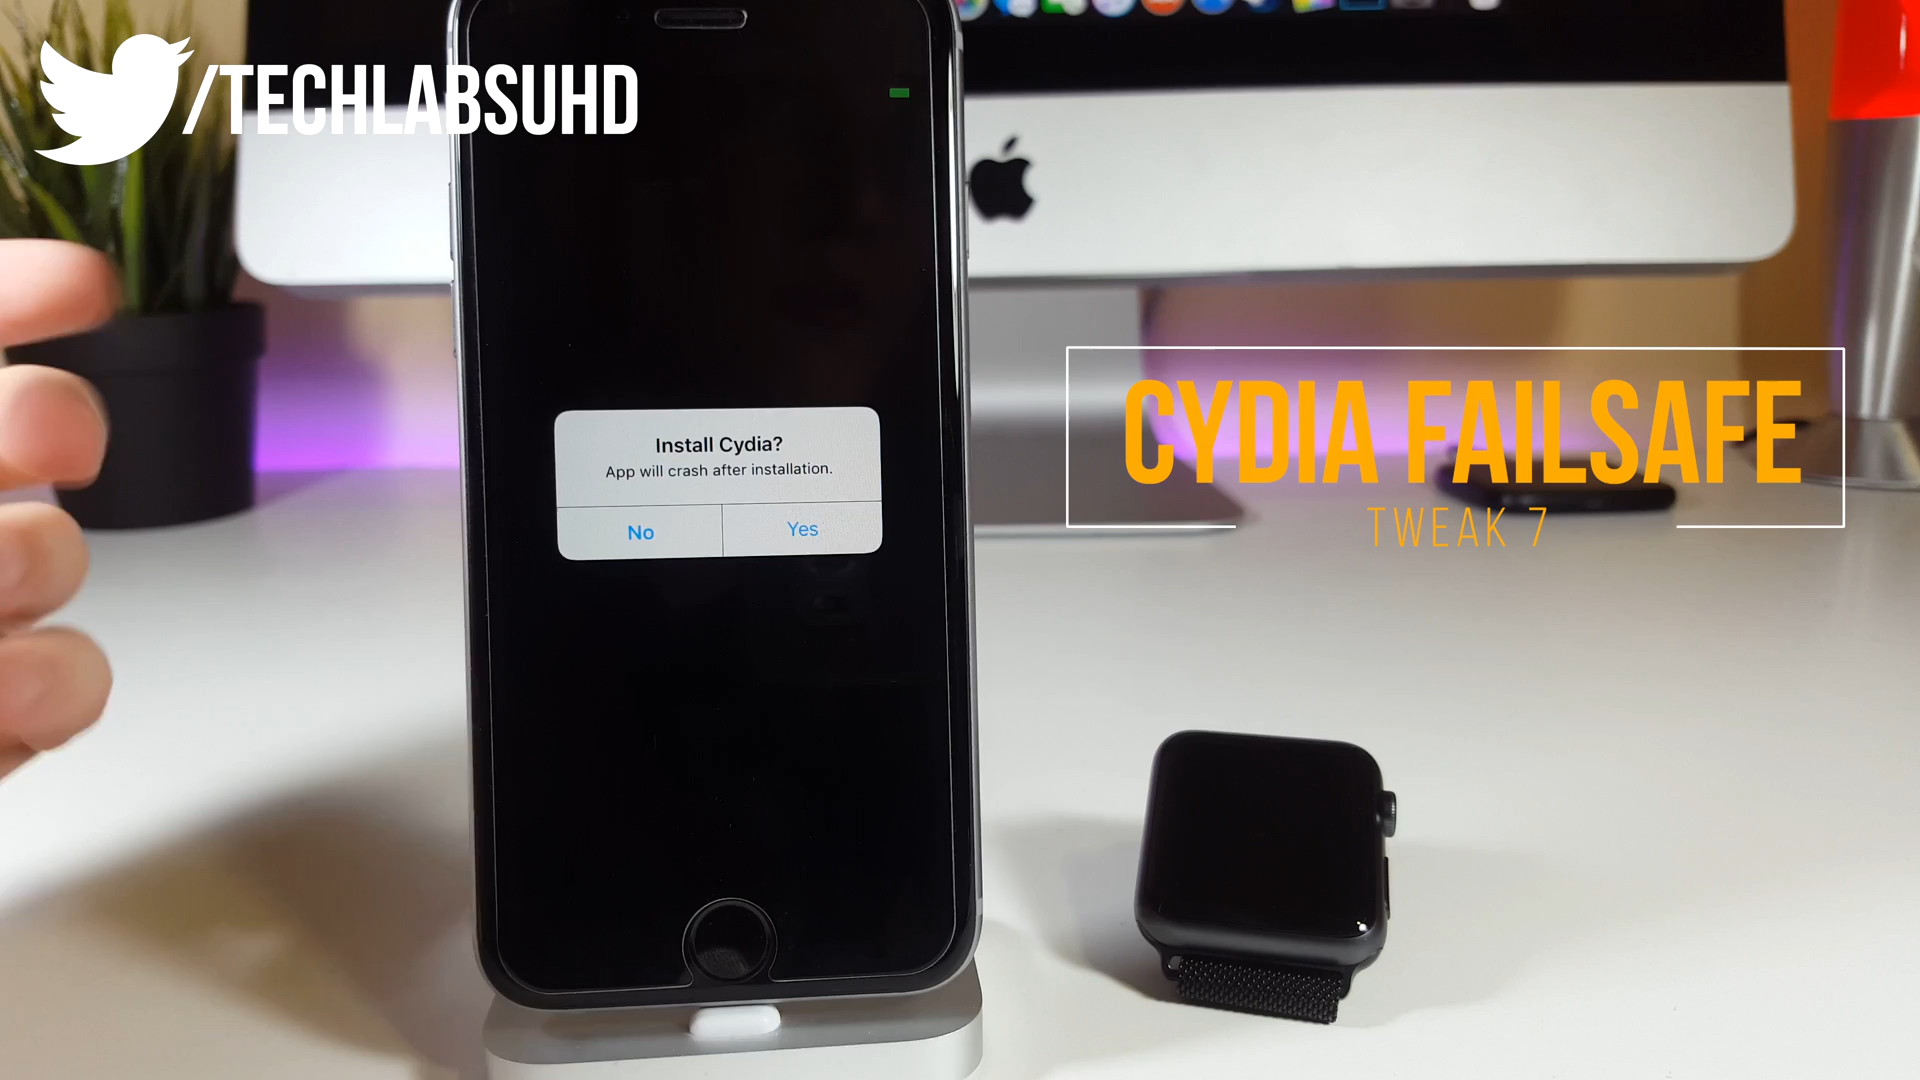 /TECHLABSUHD
Install Cydia?
App will crash after installation.
No Yes
CYDIA FAILSAFE
TWEAK 7